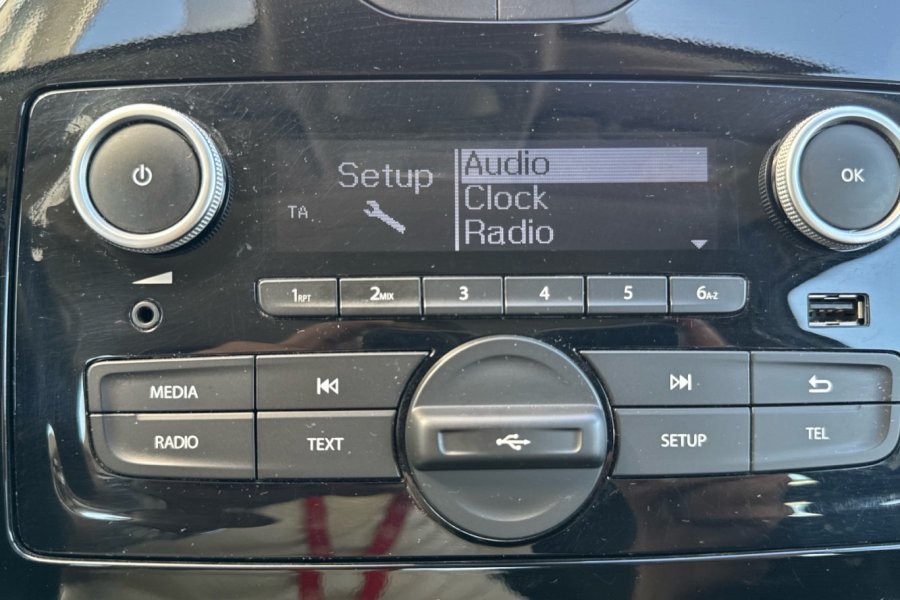 Setup
TA
Audio
Clock
Radio
OK
1RPT
2MIX
3
4
5
6A-Z
MEDIA
RADIO
TEXT
SETUP
TEL